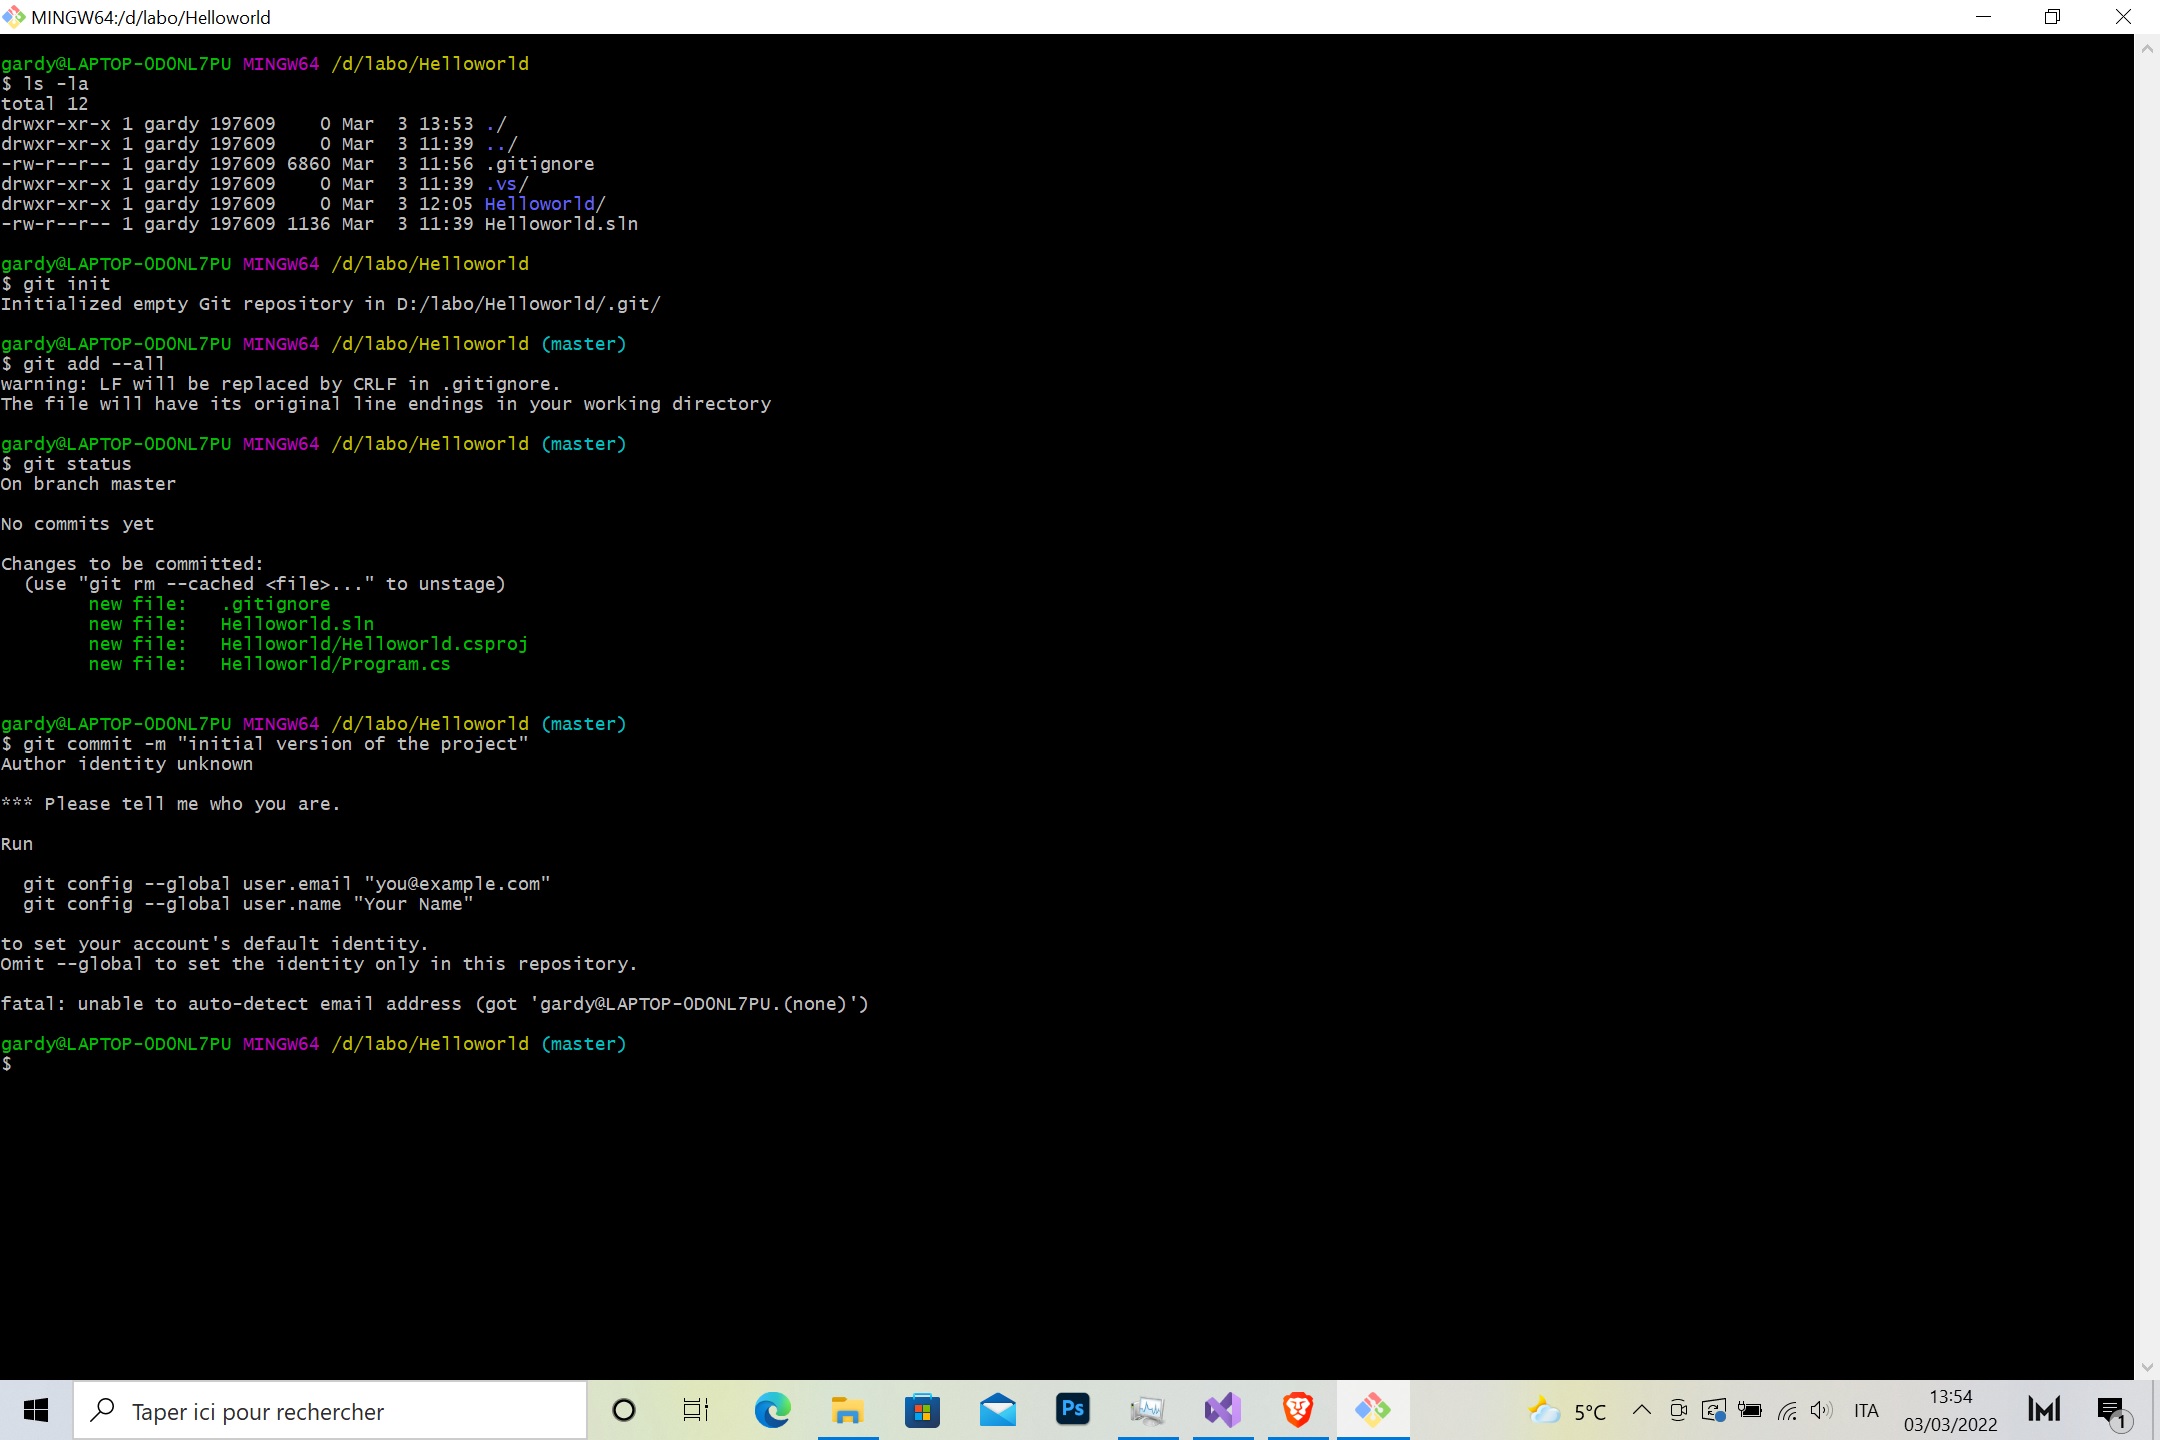 MINGW64:/d/labo/Helloworld
gardy@LAPTOP-OD0NL7PU MINGW64 /d/labo/Helloworld
$ ls -la
total 12
drwxr-xr-x 1 gardy 197609    0 Mar  3 13:53 ./
drwxr-xr-x 1 gardy 197609    0 Mar  3 11:39 ../
-rw-r--r-- 1 gardy 197609 6860 Mar  3 11:56 .gitignore
drwxr-xr-x 1 gardy 197609    0 Mar  3 11:39 .vs/
drwxr-xr-x 1 gardy 197609    0 Mar  3 12:05 Helloworld/
-rw-r--r-- 1 gardy 197609 1136 Mar  3 11:39 Helloworld.sln
gardy@LAPTOP-OD0NL7PU MINGW64 /d/labo/Helloworld
$ git init
Initialized empty Git repository in D:/labo/Helloworld/.git/
gardy@LAPTOP-OD0NL7PU MINGW64 /d/labo/Helloworld (master)
$ git add --all
warning: LF will be replaced by CRLF in .gitignore.
The file will have its original line endings in your working directory
gardy@LAPTOP-OD0NL7PU MINGW64 /d/labo/Helloworld (master)
$ git status
On branch master
No commits yet
Changes to be committed:
  (use "git rm --cached <file>..." to unstage)
        new file:   .gitignore
        new file:   Helloworld.sln
        new file:   Helloworld/Helloworld.csproj
        new file:   Helloworld/Program.cs
gardy@LAPTOP-OD0NL7PU MINGW64 /d/labo/Helloworld (master)
$ git commit -m "initial version of the project"
Author identity unknown
*** Please tell me who you are.
Run
  git config --global user.email "you@example.com"
  git config --global user.name "Your Name"
to set your account's default identity.
Omit --global to set the identity only in this repository.
fatal: unable to auto-detect email address (got 'gardy@LAPTOP-OD0NL7PU.(none)')
gardy@LAPTOP-OD0NL7PU MINGW64 /d/labo/Helloworld (master)
$
Taper ici pour rechercher
Ps
5°C
ITA
13:54
03/03/2022
1